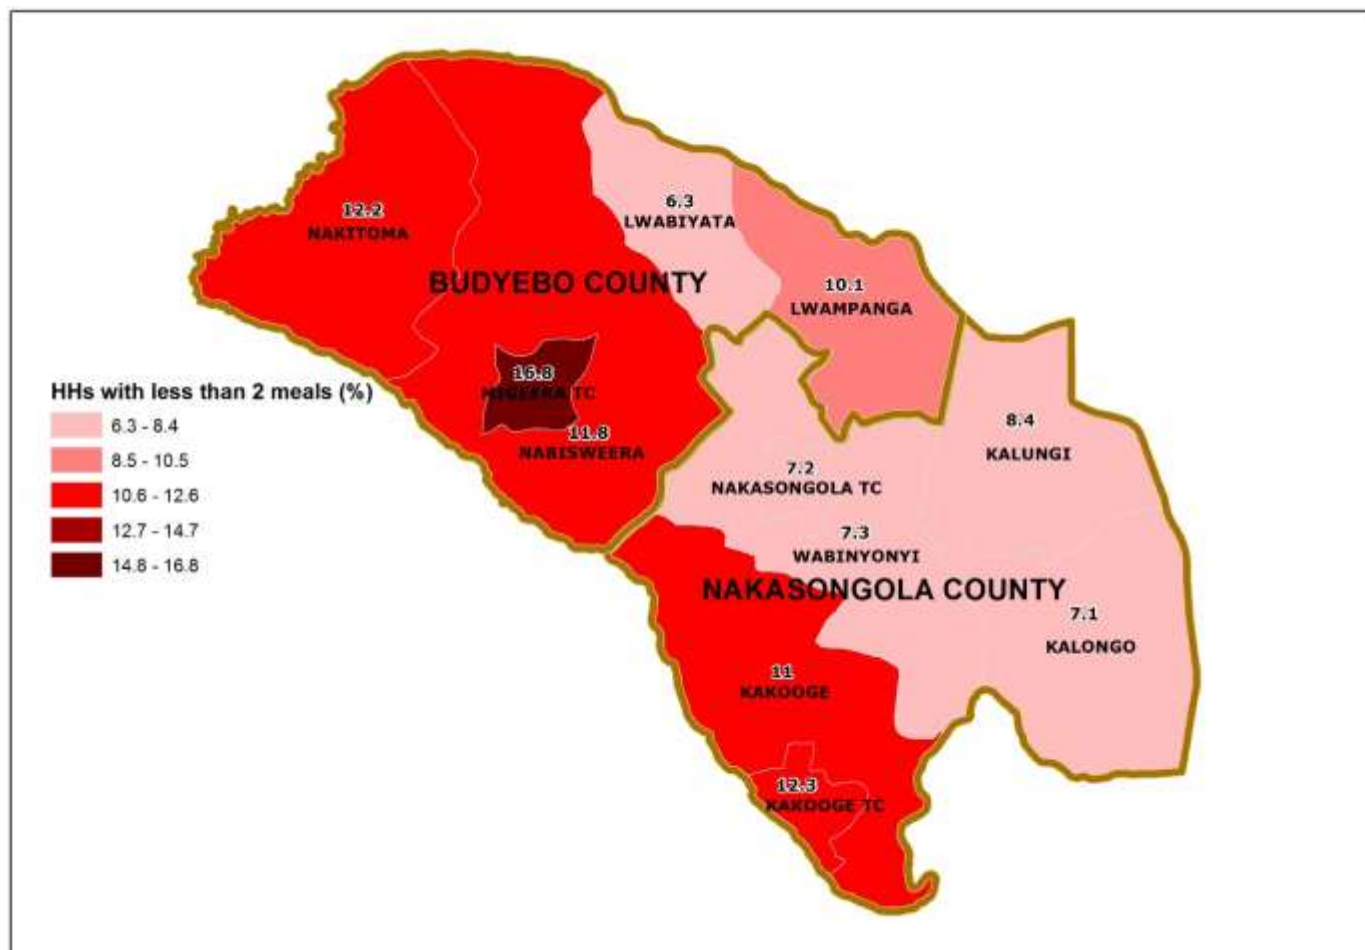 12.2
NAKITOMA
6.3
LWABIYATA
BUDYEBO COUNTY
10.1
LWAMPANGA
16.8
MIGEERA TC
11.8
NABISWEERA
8.4
KALUNGI
7.2
NAKASONGOLA TC
7.3
WABINYONYI
NAKASONGOLA COUNTY
7.1
KALONGO
11
KAKOOGE
12.3
KAKOOGE TC
HHs with less than 2 meals (%)
6.3 - 8.4
8.5 - 10.5
10.6 - 12.6
12.7 - 14.7
14.8 - 16.8